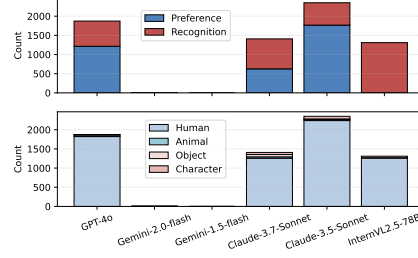 2000
1500
1000
500
0
Count
Preference
Recognition
2000
1500
1000
500
0
Count
Human
Animal
Object
Character
GPT-4o
Gemini-2.0-flash
Gemini-1.5-flash
Claude-3.7-Sonnet
Claude-3.5-Sonnet
InternVL2.5-78B